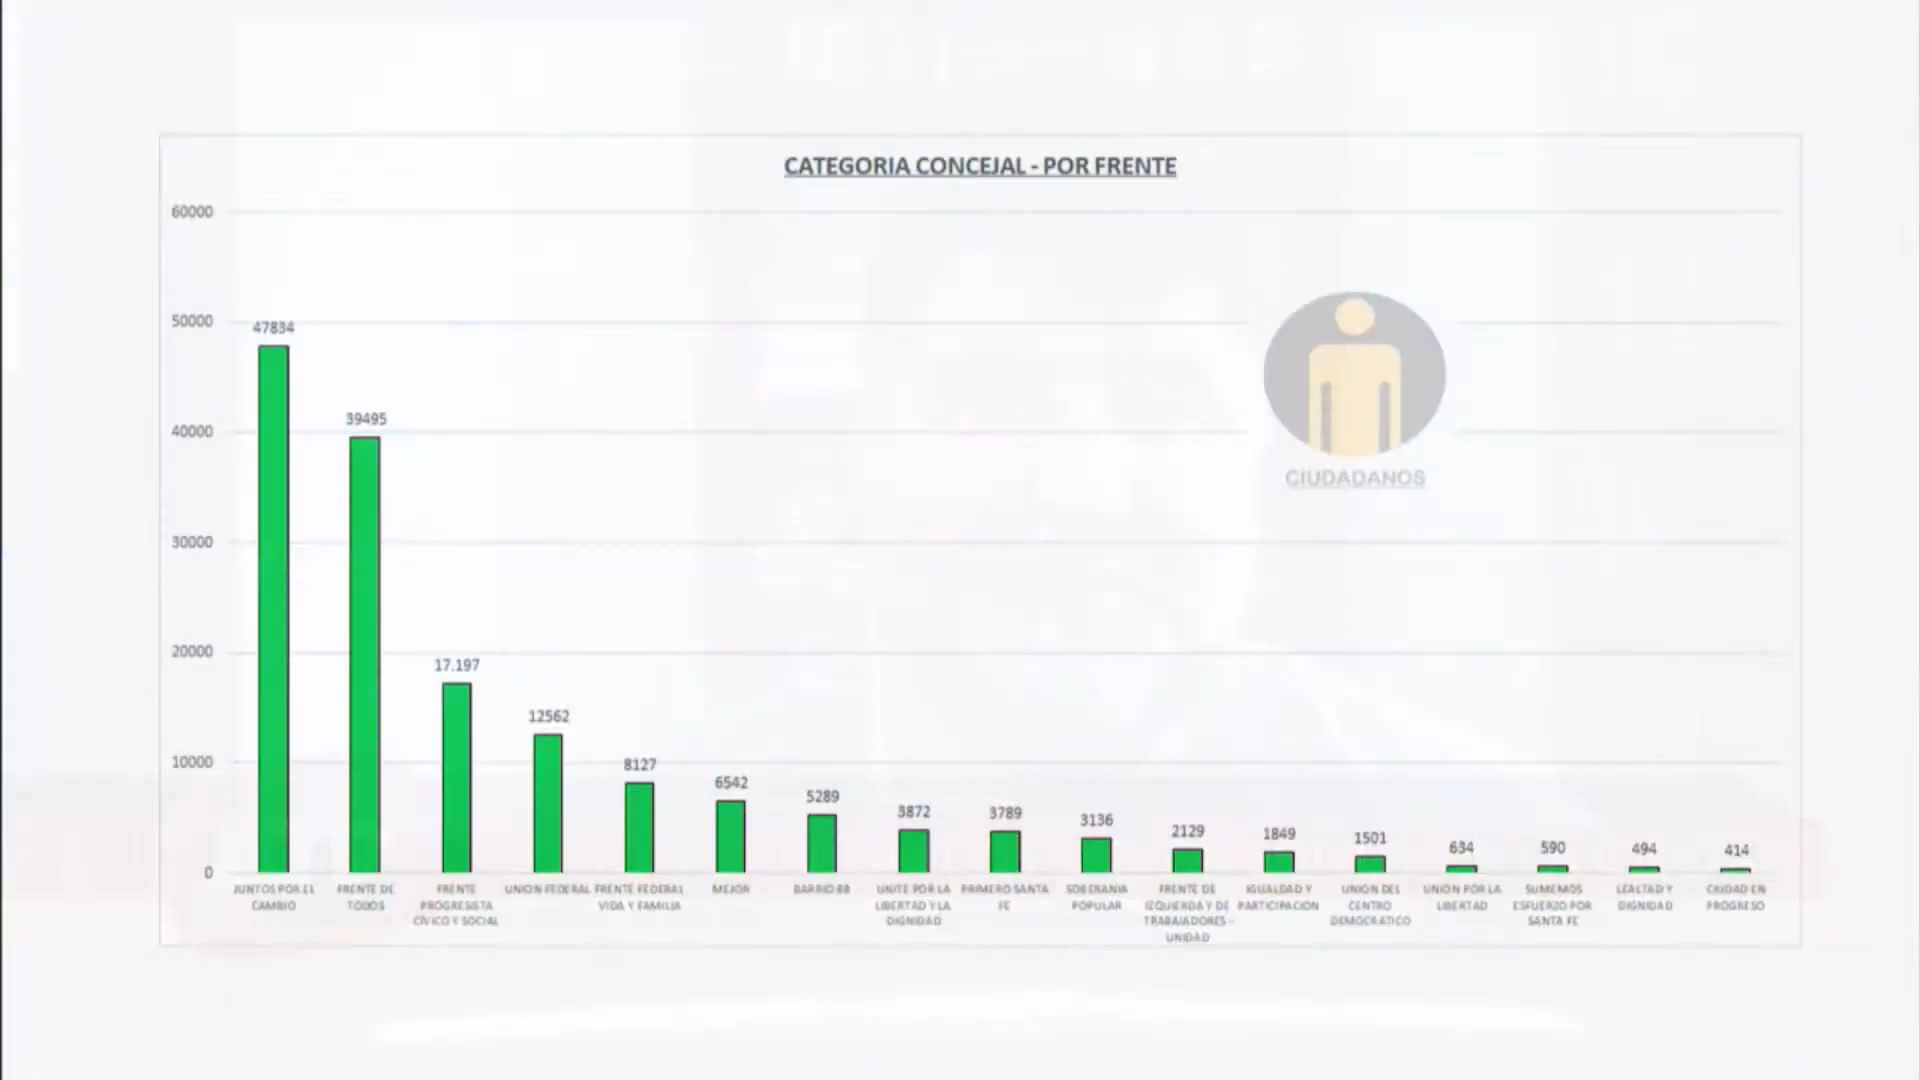 CATEGORIA CONCEJAL - POR FRENTE
60000
50000
40000
30000
20000
10000
0
47834
39495
17.197
12562
8127
6542
5289
3872
3789
3136
2129
1849
1501
634
590
494
414
CIUDADANOS
JUNTOS POR EL
CAMBIO
FRENTE DE
TODOS
FRENTE
PROGRESISTA
CÍVICO Y SOCIAL
UNION FEDERAL
FRENTE FEDERAL
VIDA Y FAMILIA
MEJOR
BARRIO 88
UNITE POR LA
LIBERTAD Y LA
DIGNIDAD
PRIMERO SANTA
FE
SOBERANIA
POPULAR
FRENTE DE
IZQUIERDA Y DE
TRABAJADORES -
UNIDAD
IGUALDAD Y
PARTICIPACION
UNION DEL
CENTRO
DEMOCRATICO
UNION POR LA
LIBERTAD
SUMEMOS
ESFUERZO POR
SANTA FE
LEALTAD Y
DIGNIDAD
CIUDAD EN
PROGRESO